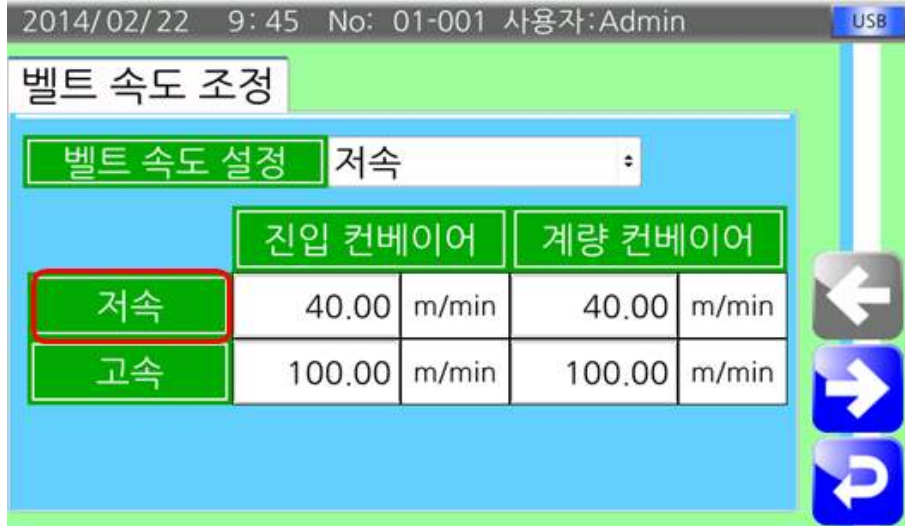 2014/02/22 9:45 No: 01-001 사용자:Admin USB
벨트 속도 조정
벨트 속도 설정 저속
진입 컨베이어 계량 컨베이어
저속 40.00 m/min 40.00 m/min
고속 100.00 m/min 100.00 m/min